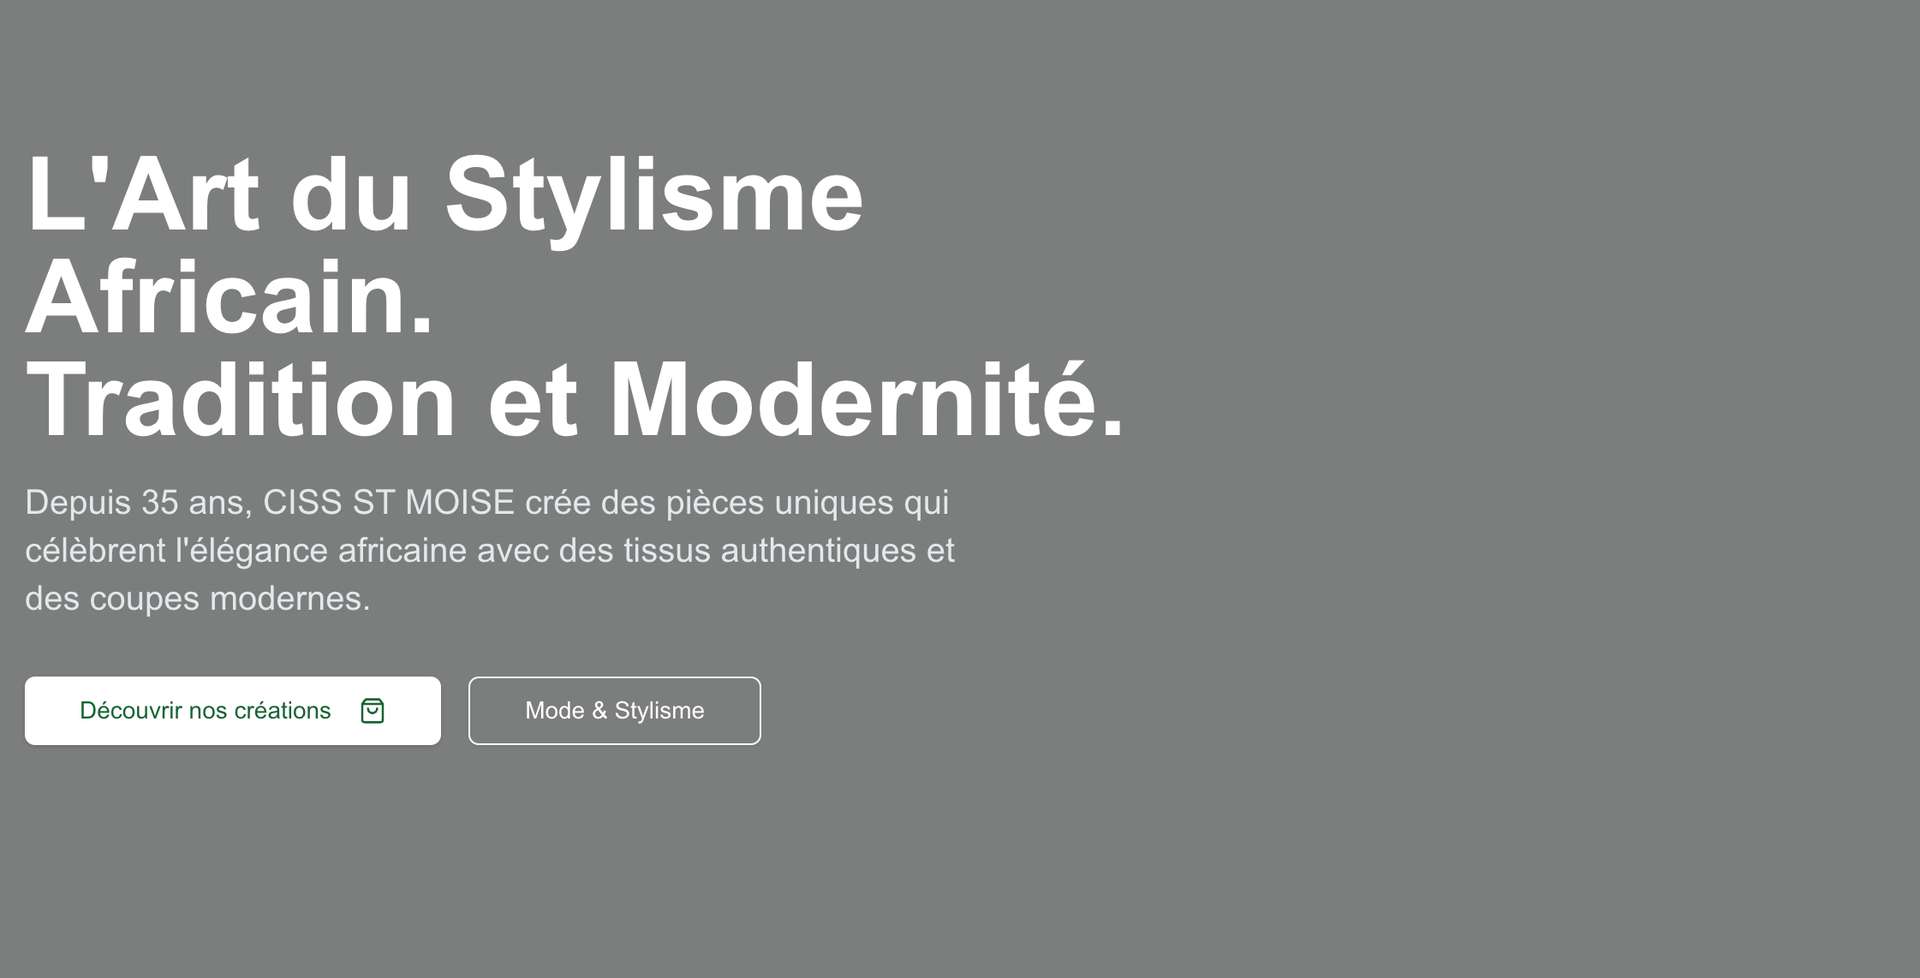 L'Art du Stylisme
Africain.
Tradition et Modernité.
Depuis 35 ans, CISS ST MOISE crée des pièces uniques qui
célèbrent l'élégance africaine avec des tissus authentiques et
des coupes modernes.
Découvrir nos créations
Mode & Stylisme